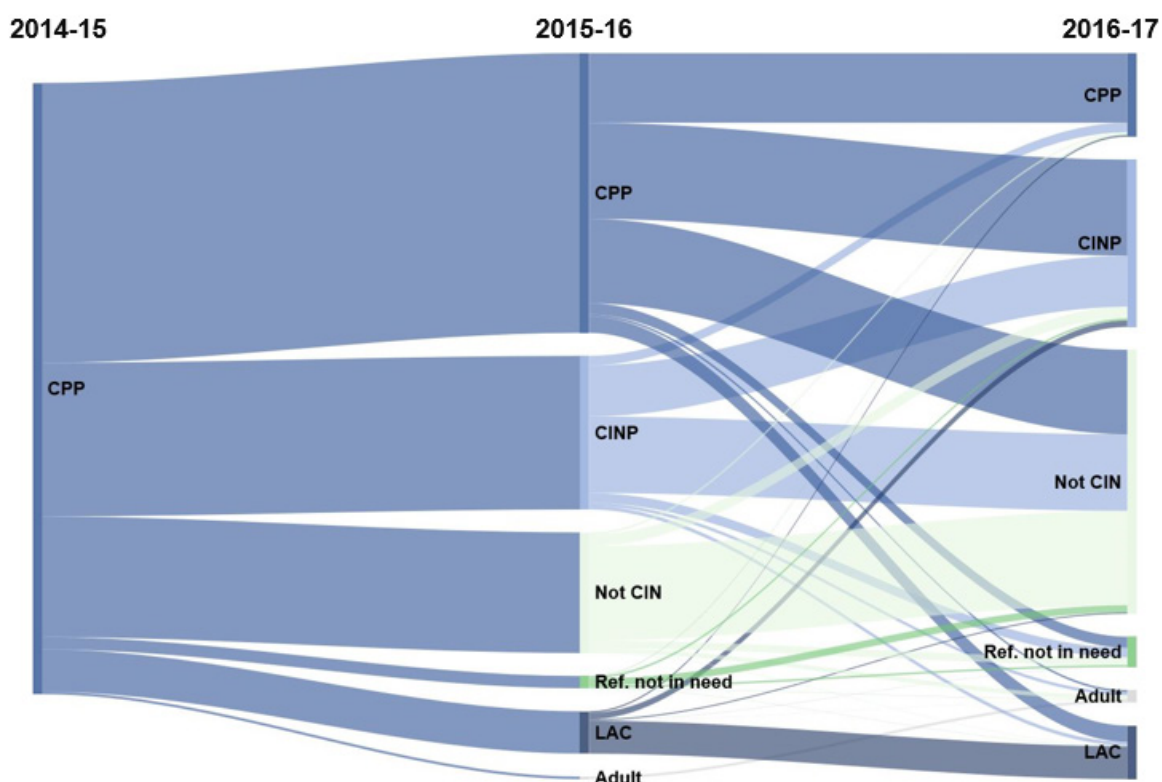 2014-15
2015-16
2016-17
CPP
CPP
CINP
Not CIN
Ref. not in need
LAC
Adult
CPP
CINP
Not CIN
Ref. not in need
Adult
LAC